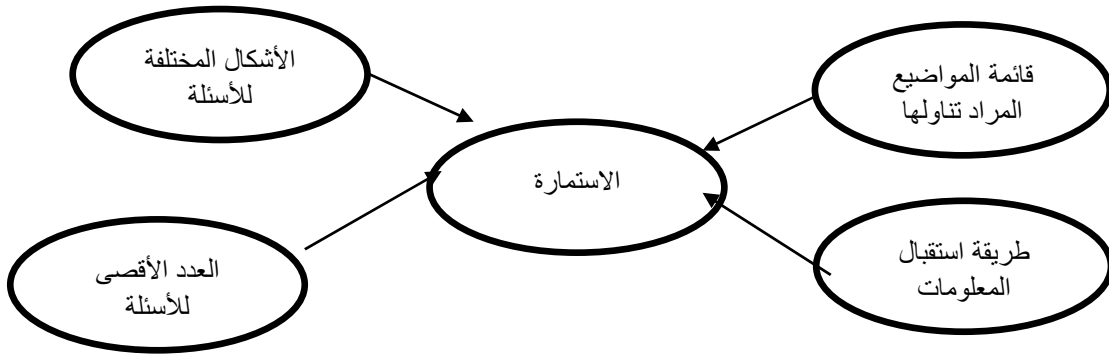 قائمة المواضيع
المراد تناولها
الأشكال المختلفة
للأسئلة
الاستمارة
طريقة استقبال
المعلومات
العدد الأقصى
للأسئلة